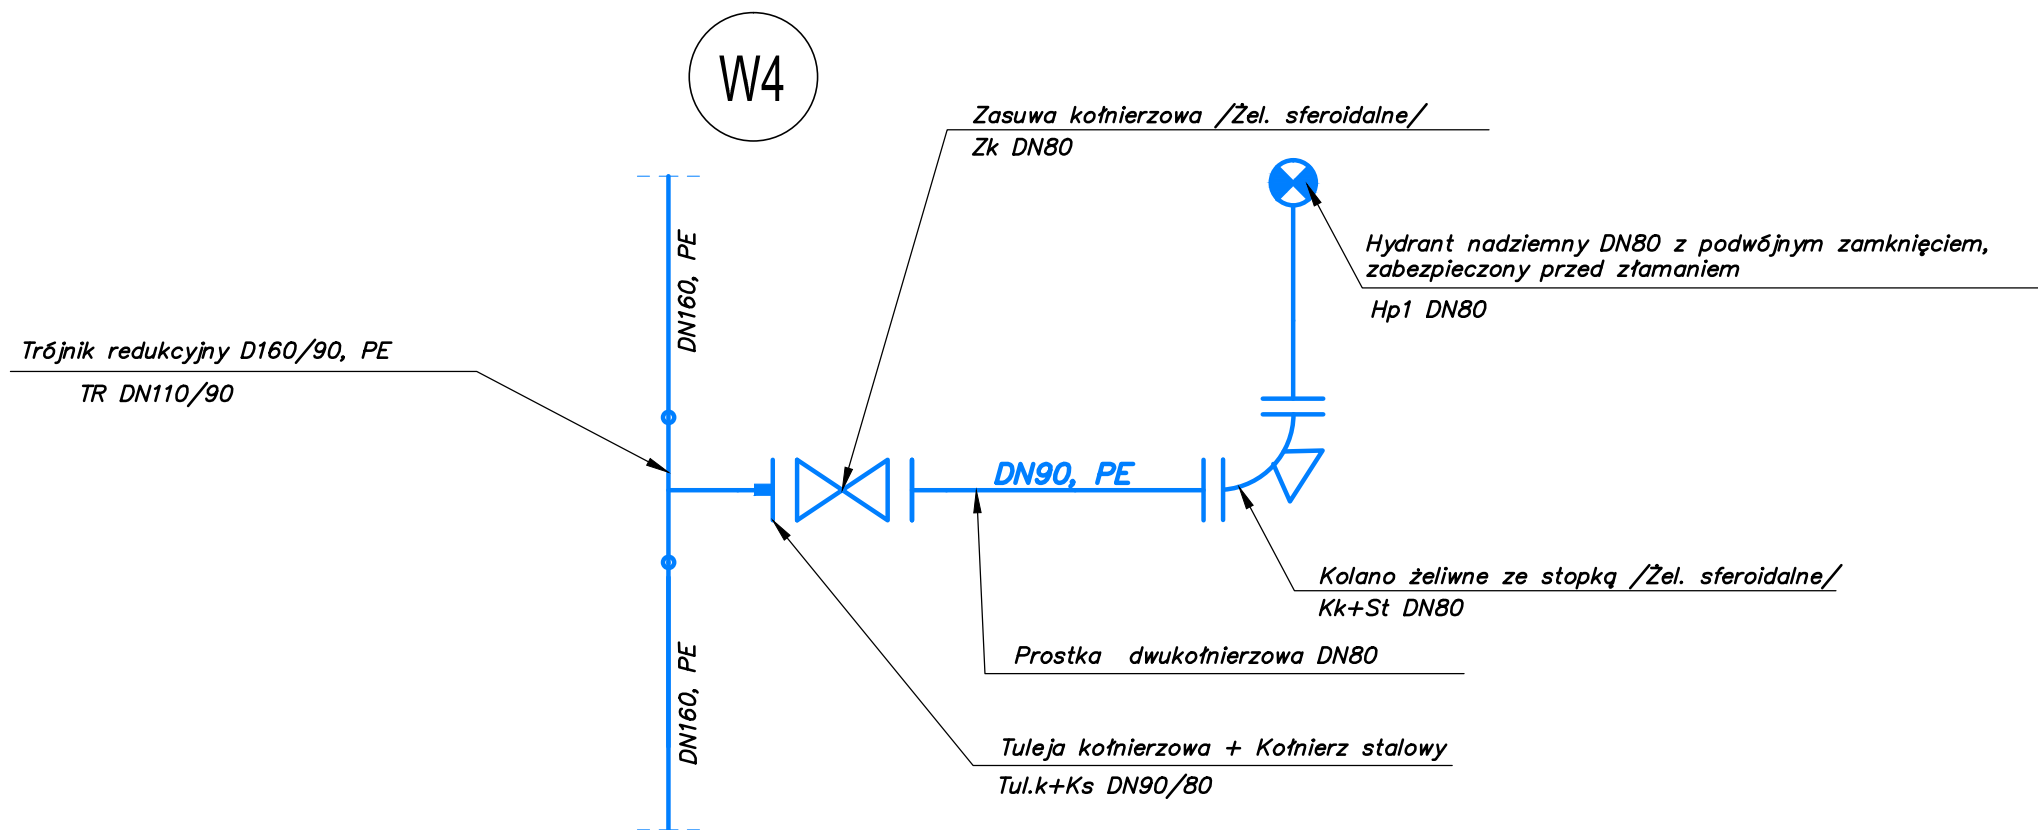 W4
Zasuwa kołnierzowa /Żel. sferoidalne/
Zk DN80
Hydrant nadziemny DN80 z podwójnym zamknięciem,
zabezpieczony przed złamaniem
Hp1 DN80
DN160, PE
Trójnik redukcyjny D160/90, PE
TR DN110/90
DN90, PE
Kolano żeliwne ze stopką /Żel. sferoidalne/
Kk+St DN80
Prostka dwukołnierzowa DN80
DN160, PE
Tuleja kołnierzowa + Kołnierz stalowy
Tul.k+Ks DN90/80